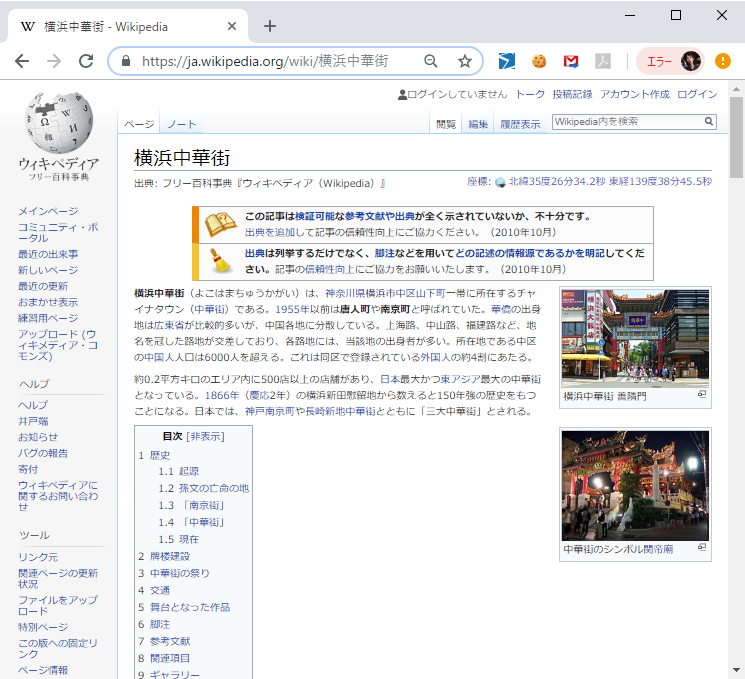 横浜中華街 - Wikipedia
https://ja.wikipedia.org/wiki/横浜中華街
エラー
ログインしていません トーク 投稿記録 アカウント作成 ログイン
ページ ノート 閲覧 編集 履歴表示 Wikipedia内を検索
ウィキペディア
フリー百科事典
メインページ
コミュニティ・ポ
ータル
最近の出来事
新しいページ
最近の更新
おまかせ表示
練習用ページ
アップロード (ウ
ィキメディア・コ
モンズ)
ヘルプ
ヘルプ
井戸端
お知らせ
バグの報告
寄付
ウィキペディアに
関するお問い合わ
せ
ツール
リンク元
関連ページの更新
状況
ファイルをアップ
ロード
特別ページ
この版への固定リ
ンク
ページ情報
横浜中華街
出典: フリー百科事典『ウィキペディア（Wikipedia）』
座標: 北緯35度26分34.2秒 東経139度38分45.5秒
この記事は検証可能な参考文献や出典が全く示されていないか、不十分です。
出典を追加して記事の信頼性向上にご協力ください。（2010年10月）
出典は列挙するだけでなく、脚注などを用いてどの記述の情報源であるかを明記してくだ
さい。記事の信頼性向上にご協力をお願いいたします。（2010年10月）
横浜中華街（よこはまちゅうかがい）は、神奈川県横浜市中区山下町一帯に所在するチャ
イナタウン（中華街）である。1955年以前は唐人町や南京町と呼ばれていた。華僑の出身
地は広東省が比較的多いが、中国各地に分散している。上海路、中山路、福建路など、地
名を冠した路地が交差しており、各路地には、当該地の出身者が多い。所在地である中区
の中国人人口は6000人を超える。これは同区で登録されている外国人の約4割にあたる。
約0.2平方キロのエリア内に500店以上の店舗があり、日本最大かつ東アジア最大の中華街
となっている。1866年（慶応2年）の横浜新田慰留地から数えると150年強の歴史をもつ
ことになる。日本では、神戸南京町や長崎新地中華街とともに「三大中華街」とされる。
目次 [非表示]
1 歴史
1.1 起源
1.2 孫文の亡命の地
1.3 「南京街」
1.4 「中華街」
1.5 現在
2 牌楼建設
3 中華街の祭り
4 交通
5 舞台となった作品
6 脚注
7 参考文献
8 関連項目
9 ギャラリー
横浜中華街 善隣門
中華街のシンボル関帝廟